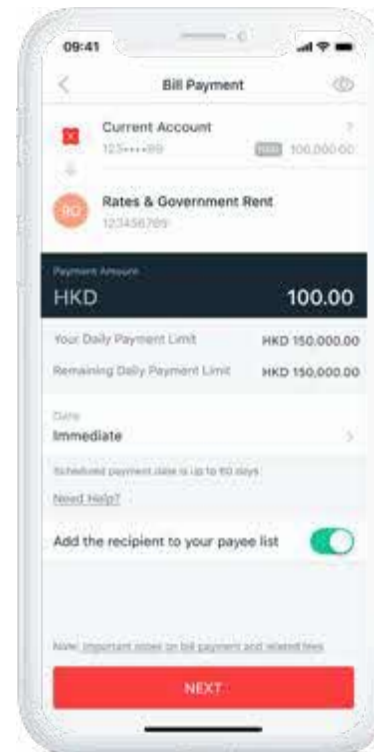 09:41
Bill Payment
Current Account
HKD 100,000.00
Rates & Government Rent
123456789
Payment Amount
HKD 100.00
Your Daily Payment Limit HKD 150,000.00
Remaining Daily Payment Limit HKD 150,000.00
Date
Immediate
Scheduled payment date is up to 60 days
Need Help?
Add the recipient to your payee list
Note: Important notes on bill payment and related fees
NEXT